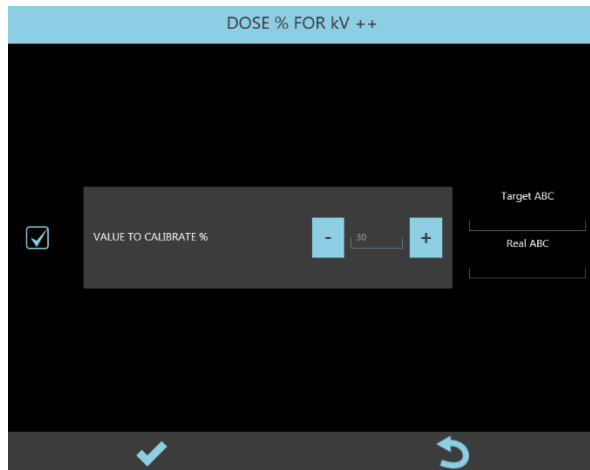 DOSE % FOR kV ++
Target ABC
VALUE TO CALIBRATE %
-
30
+
Real ABC